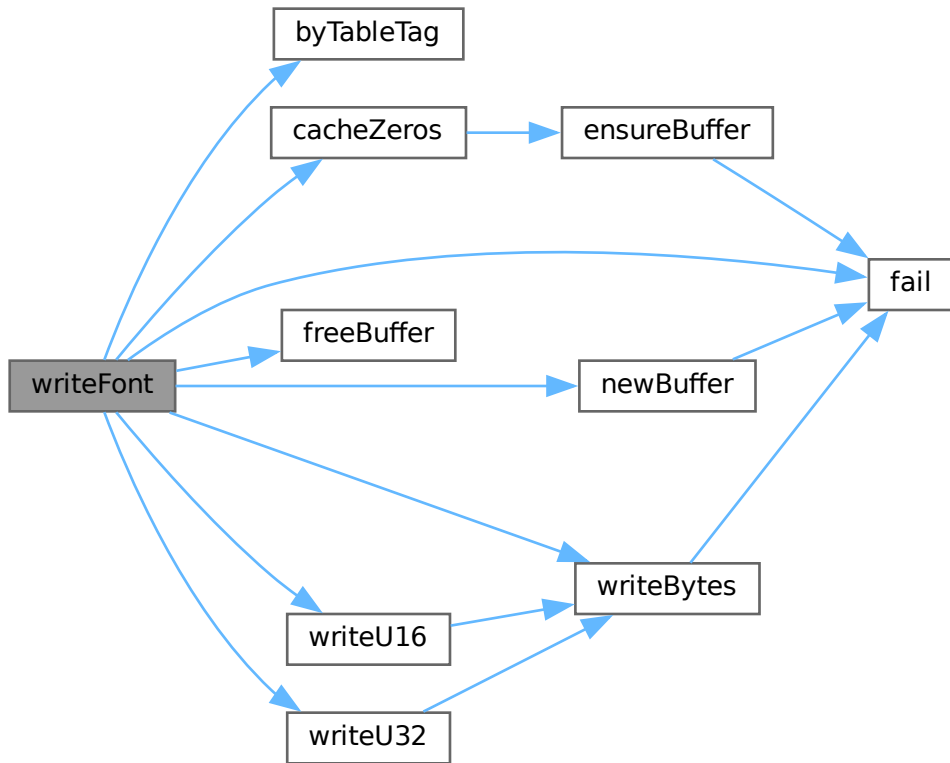 byTableTag
cacheZeros
ensureBuffer
fail
freeBuffer
writeFont
newBuffer
writeBytes
writeU16
writeU32